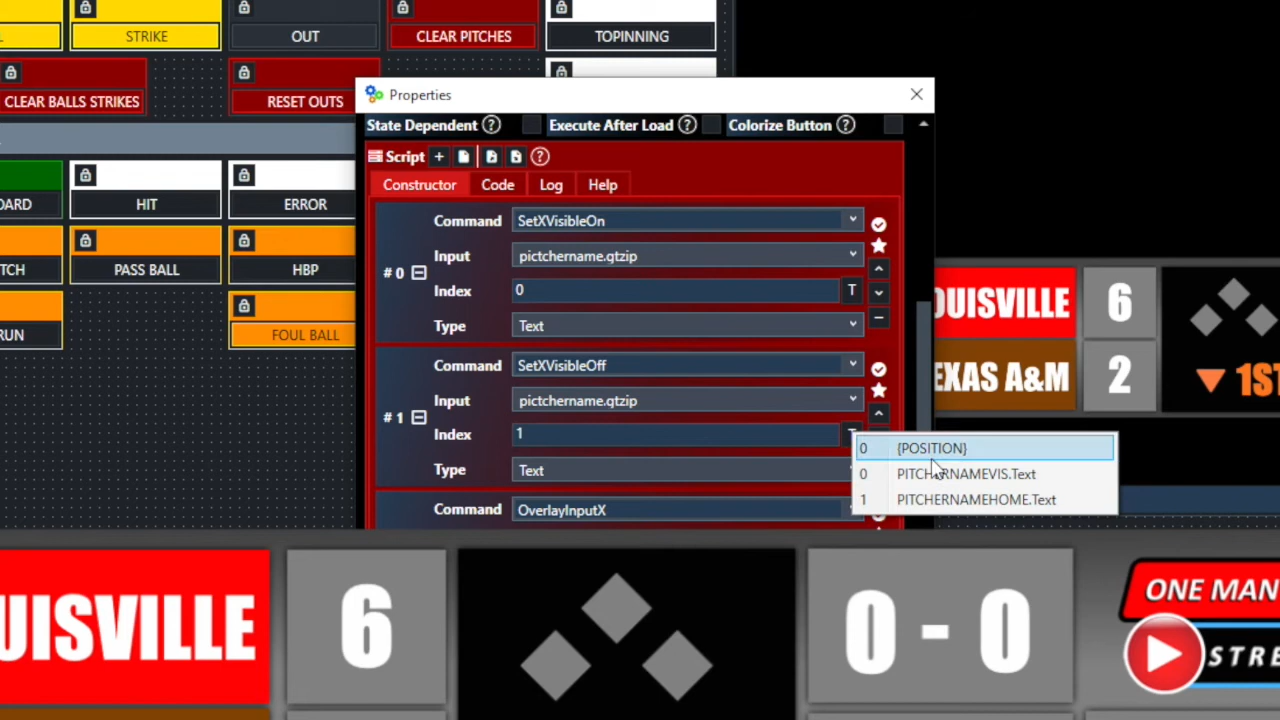 STRIKE
OUT
CLEAR PITCHES
TOPINNING
CLEAR BALLS STRIKES
RESET OUTS
Properties
State Dependent ? Execute After Load ? Colorize Button ?
Script + ?
Constructor Code Log Help
ARD
HIT
ERROR
TCH
PASS BALL
HBP
RUN
FOUL BALL
Command SetXVisibleOn
# 0
Input pictchername.gtzip
Index 0 T
Type Text
Command SetXVisibleOff
# 1
Input pictchername.gtzip
Index 1
Type Text
Command OverlayInputX
0 {POSITION}
0 PITCHERNAMEVIS.Text
1 PITCHERNAMEHOME.Text
OUISVILLE 6
EXAS A&M 2
1ST
UISVILLE 6
0 - 0
ONE MAN
STRE